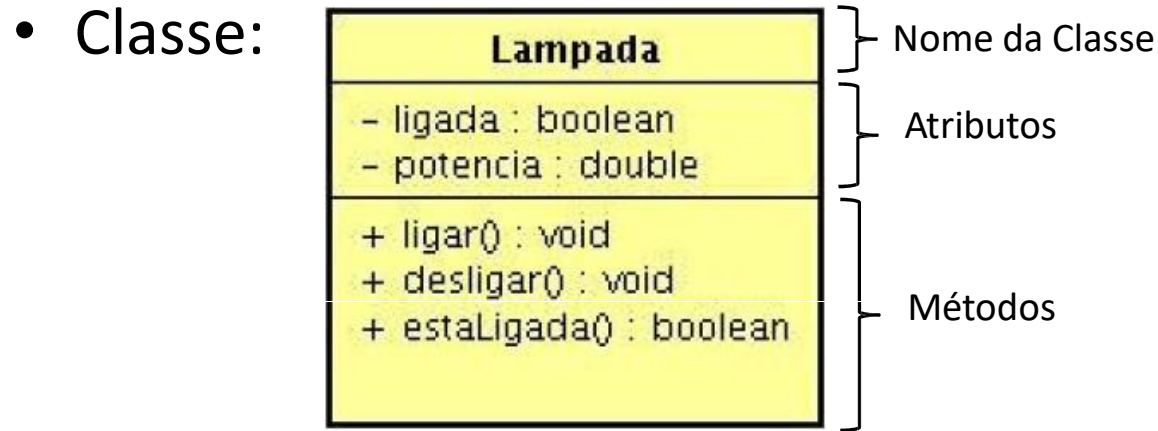 • Classe:
Lampada
Nome da Classe
- ligada : boolean
- potencia : double
Atributos
+ ligar() : void
+ desligar() : void
+ estaLigada() : boolean
Métodos